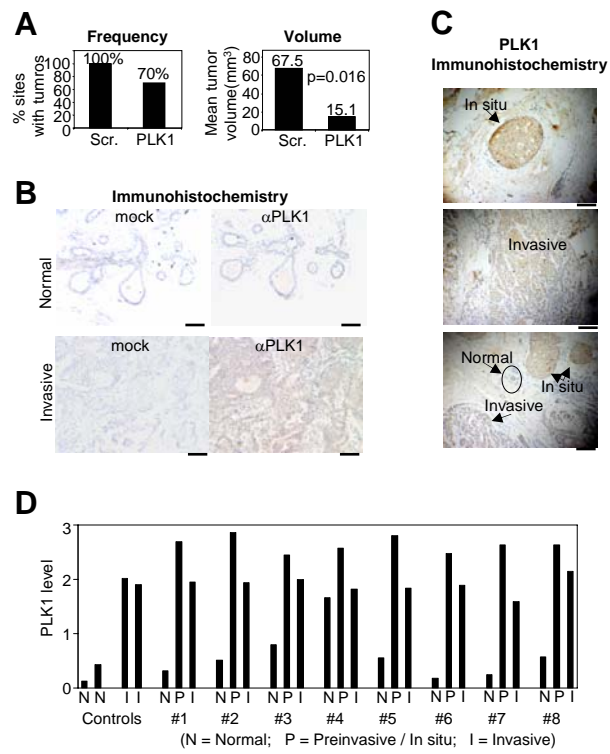 A
Frequency
% sites
with tumros
100
80
60
40
20
0
100%
70%
Scr.
PLK1
Volume
Mean tumor
volume(mm³)
80
60
40
20
0
67.5
p=0.016
15.1
Scr.
PLK1
B
Immunohistochemistry
mock
αPLK1
Normal
mock
αPLK1
Invasive
C
PLK1
Immunohistochemistry
In situ
Invasive
Normal
In situ
Invasive
D
PLK1 level
3
2
1
0
N N I I N P I N P I N P I N P I N P I N P I N P I N P I
Controls #1 #2 #3 #4 #5 #6 #7 #8
(N = Normal; P = Preinvasive / In situ; I = Invasive)